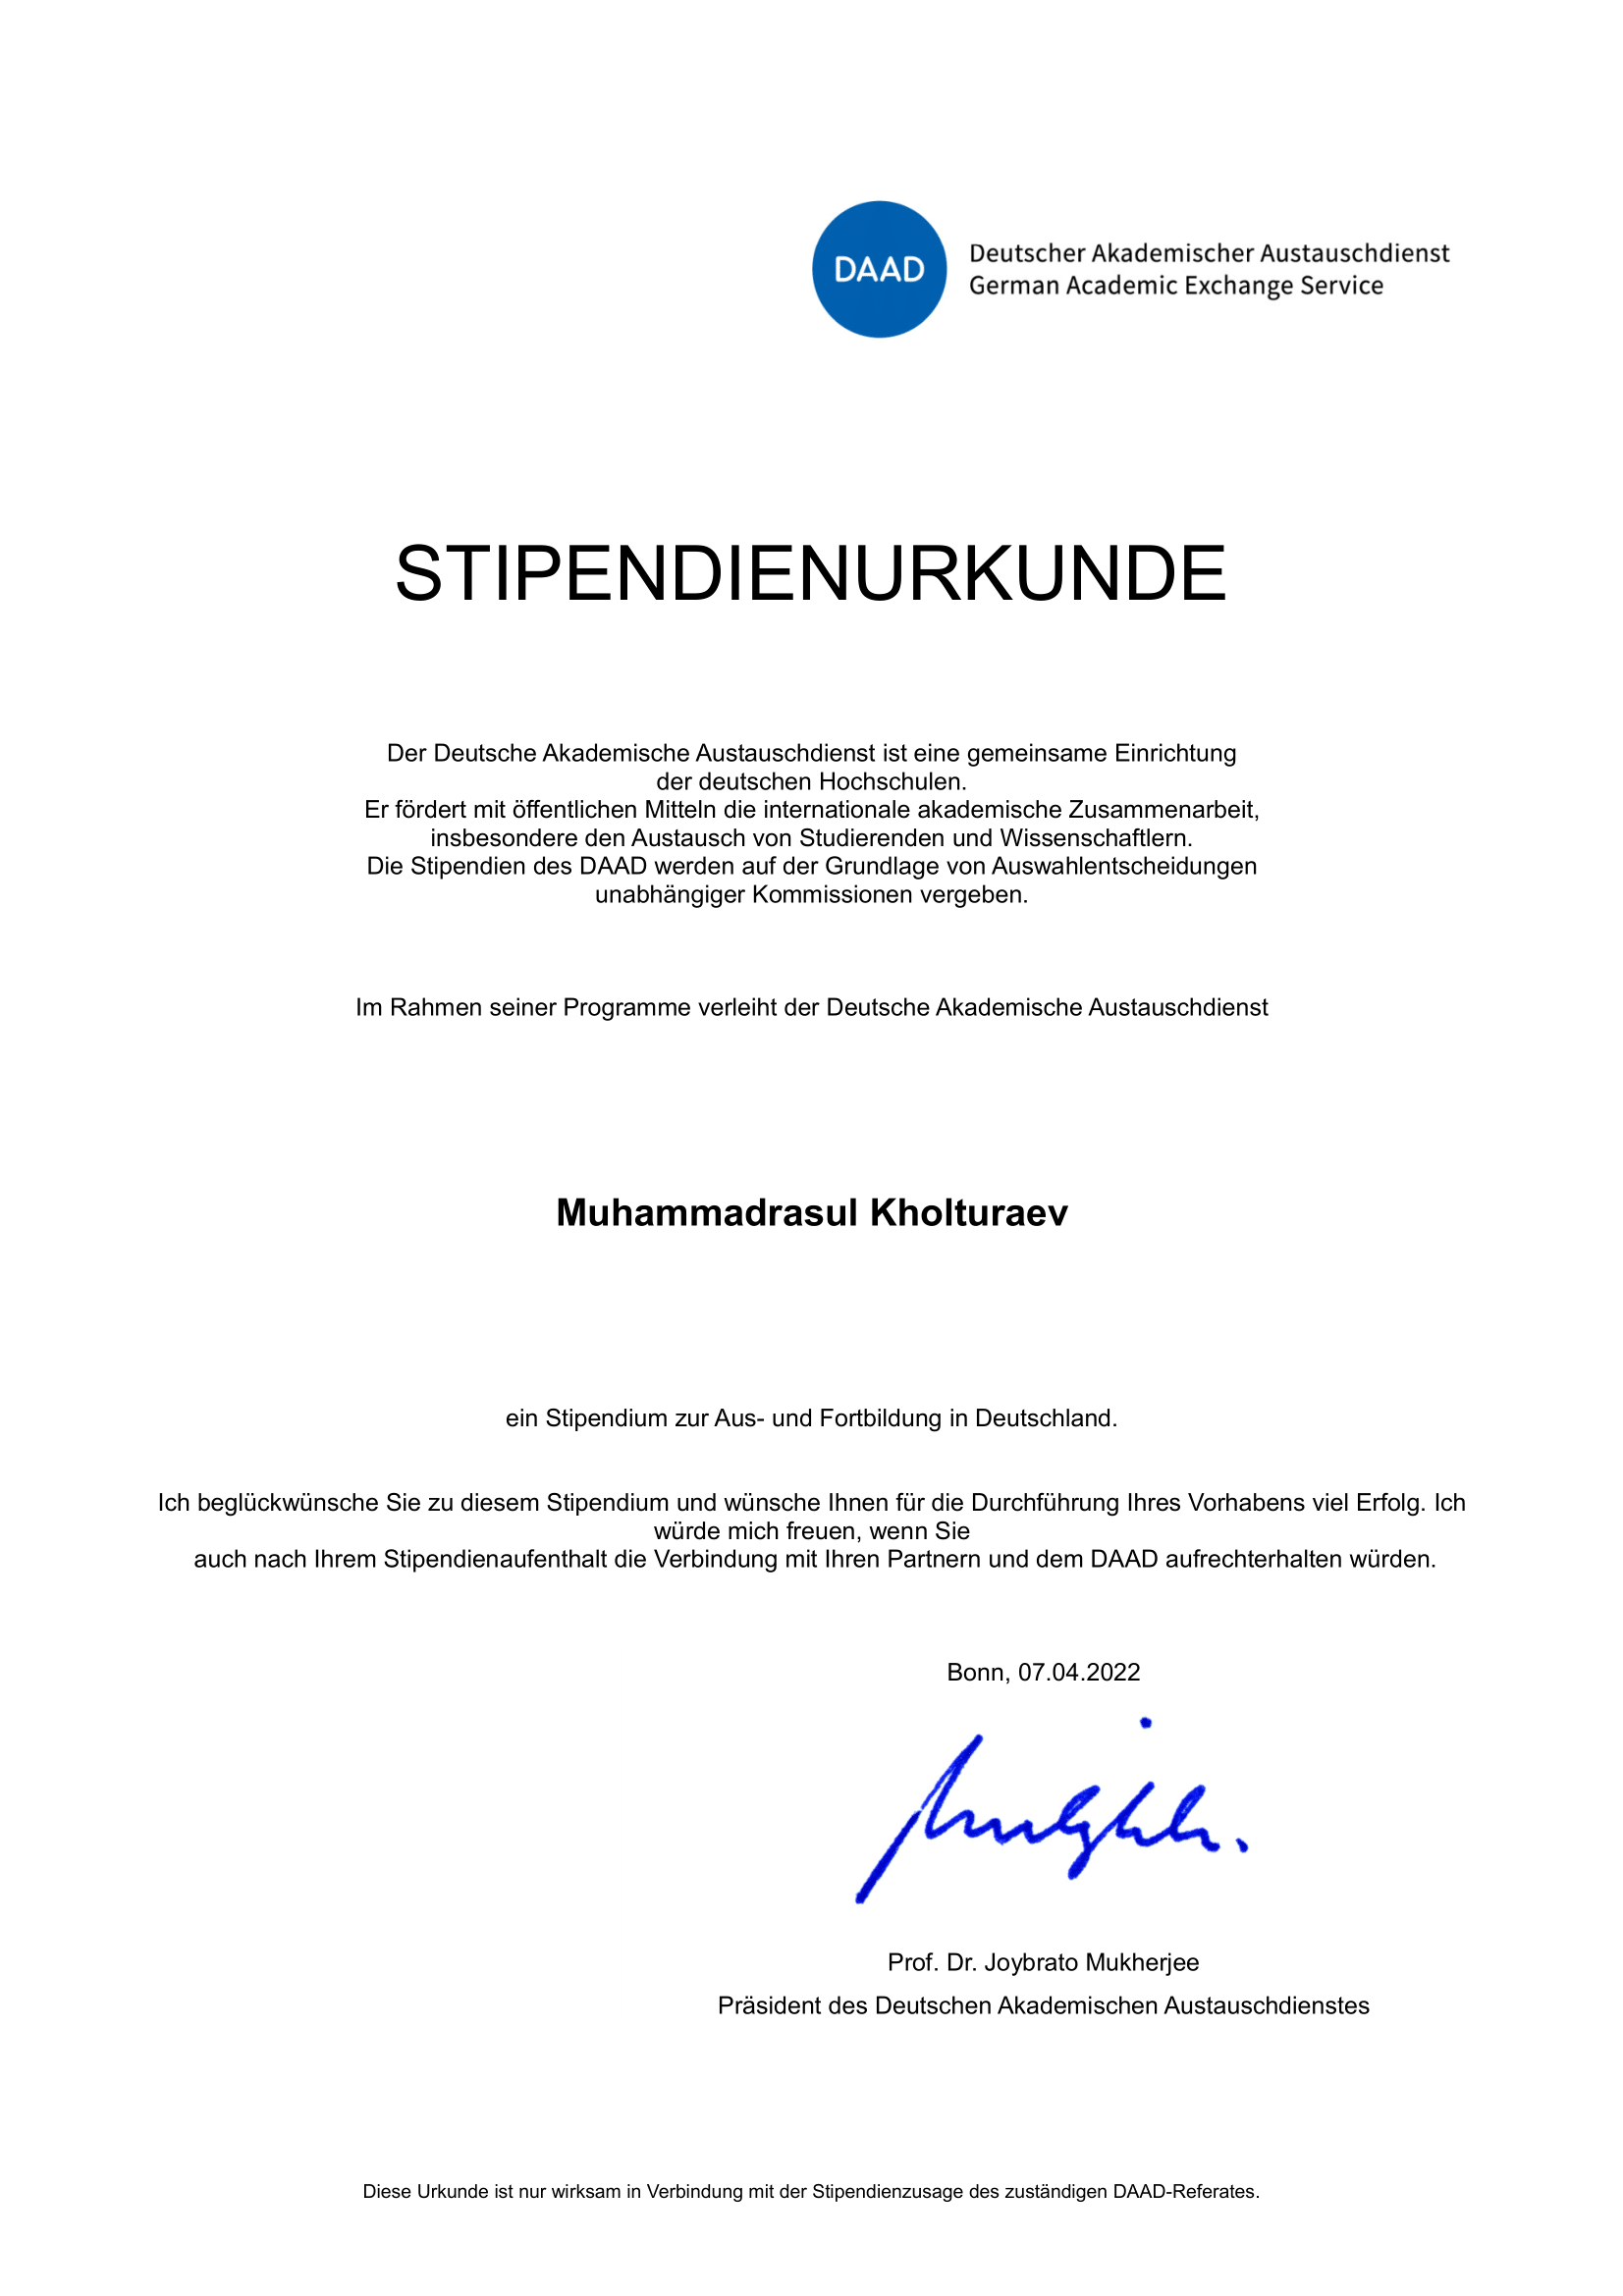 DAAD
Deutscher Akademischer Austauschdienst
German Academic Exchange Service
STIPENDIENURKUNDE
Der Deutsche Akademische Austauschdienst ist eine gemeinsame Einrichtung
der deutschen Hochschulen.
Er fördert mit öffentlichen Mitteln die internationale akademische Zusammenarbeit,
insbesondere den Austausch von Studierenden und Wissenschaftlern.
Die Stipendien des DAAD werden auf der Grundlage von Auswahlentscheidungen
unabhängiger Kommissionen vergeben.
Im Rahmen seiner Programme verleiht der Deutsche Akademische Austauschdienst
Muhammadrasul Kholturaev
ein Stipendium zur Aus- und Fortbildung in Deutschland.
Ich beglückwünsche Sie zu diesem Stipendium und wünsche Ihnen für die Durchführung Ihres Vorhabens viel Erfolg. Ich
würde mich freuen, wenn Sie
auch nach Ihrem Stipendienaufenthalt die Verbindung mit Ihren Partnern und dem DAAD aufrechterhalten würden.
Bonn, 07.04.2022
Prof. Dr. Joybrato Mukherjee
Präsident des Deutschen Akademischen Austauschdienstes
Diese Urkunde ist nur wirksam in Verbindung mit der Stipendienzusage des zuständigen DAAD-Referates.